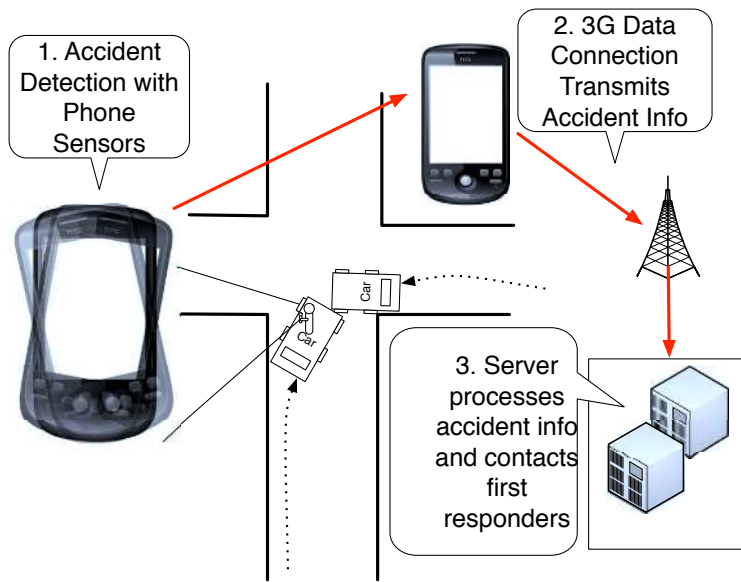 1. Accident
Detection with
Phone
Sensors
2. 3G Data
Connection
Transmits
Accident Info
Car
Car
3. Server
processes
accident info
and contacts
first
responders